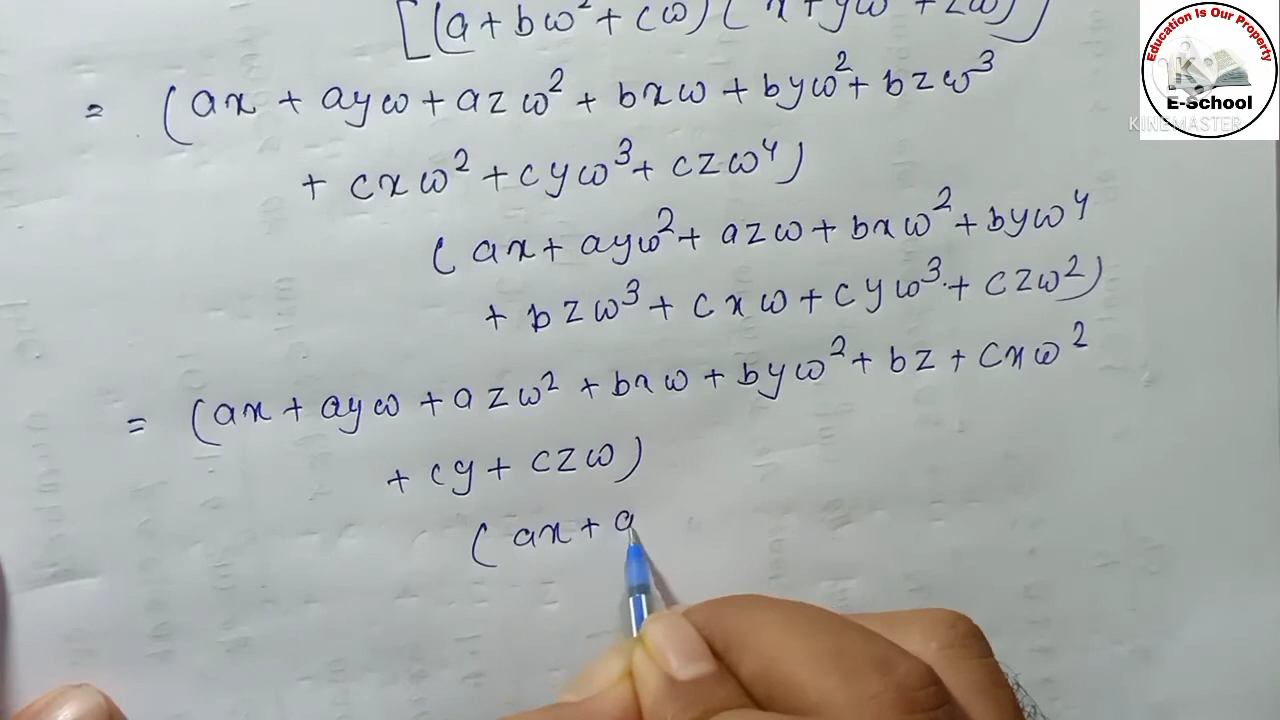 [(a + bω² + cω) (x + yω² + zω)]
= (ax + ayω + azω² + bxω + byω² + bzω³
+ cxω² + cyω³ + czω⁴)
(ax + ayω² + azω + bxω² + byω⁴
+ bzω³ + cxω + cyω³ + czω²)
= (ax + ayω + azω² + bxω + byω² + bz + cxω²
+ cy + czω)
(ax + a
Education Is Our Property
K
E-School
KINEMASTER